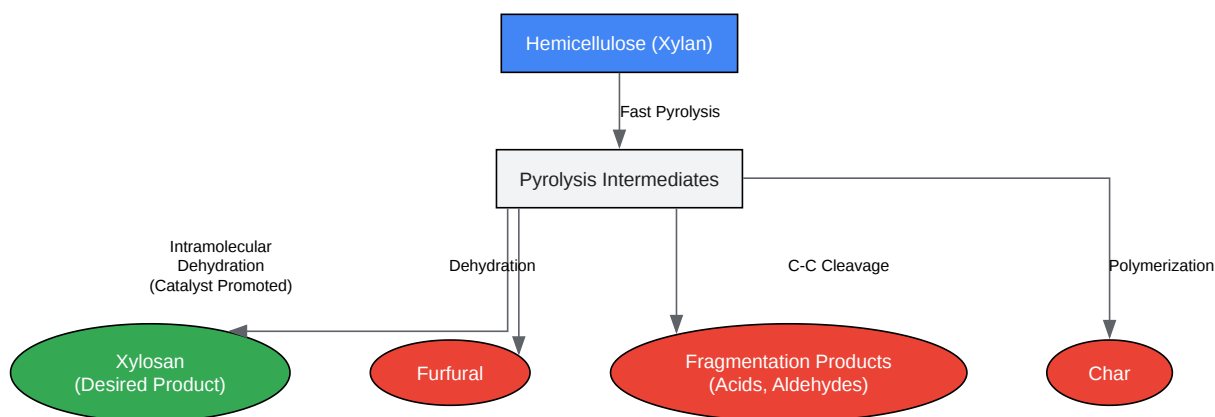 Hemicellulose (Xylan)
Fast Pyrolysis
Pyrolysis Intermediates
Intramolecular
Dehydration
(Catalyst Promoted)
Dehydration
C-C Cleavage
Polymerization
Xylosan
(Desired Product)
Furfural
Fragmentation Products
(Acids, Aldehydes)
Char